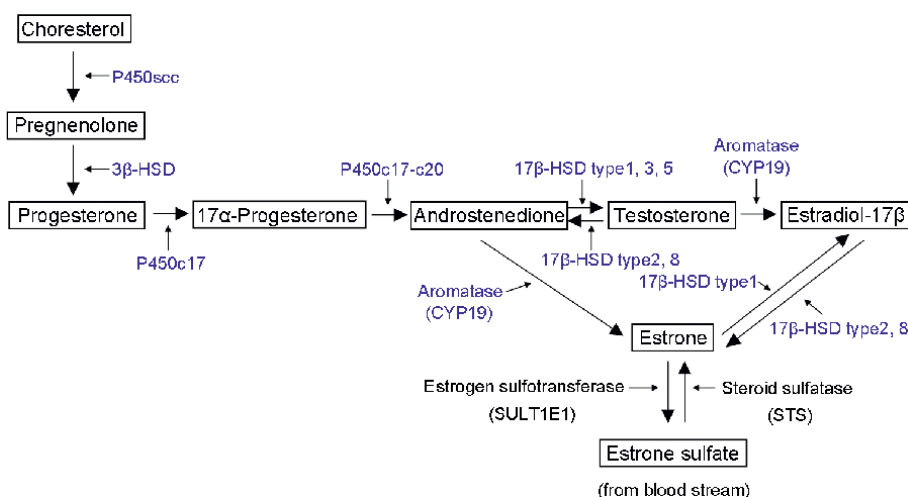 Choresterol
P450scc
Pregnenolone
3β-HSD
P450c17-c20
17β-HSD type1, 3, 5
Aromatase
(CYP19)
Progesterone
17α-Progesterone
Androstenedione
Testosterone
Estradiol-17β
P450c17
17β-HSD type2, 8
17β-HSD type1
Aromatase
(CYP19)
17β-HSD type2, 8
Estrone
Estrogen sulfotransferase
(SULT1E1)
Steroid sulfatase
(STS)
Estrone sulfate
(from blood stream)